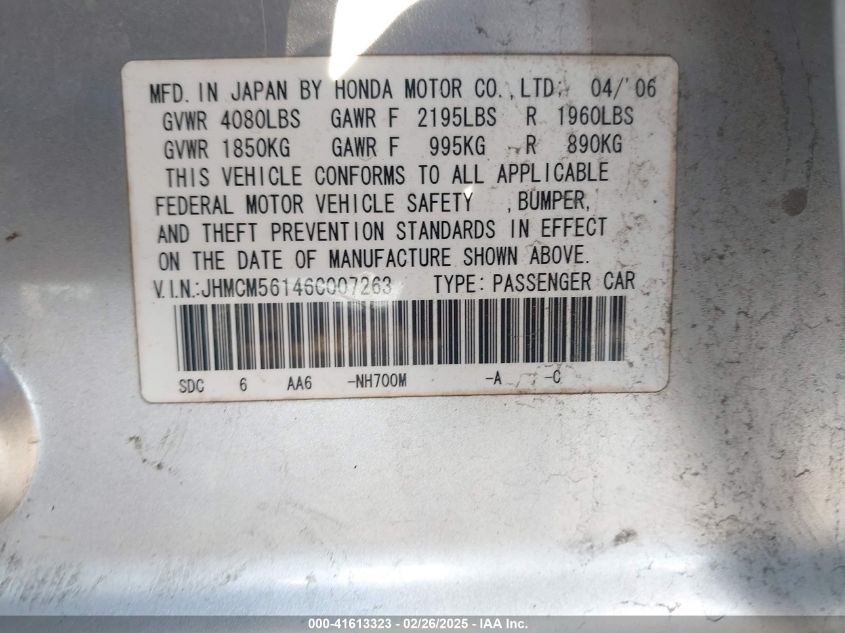 MFD. IN JAPAN BY HONDA MOTOR CO.,LTD; 04/'06
GVWR 4080LBS GAWR F 2195LBS R 1960LBS
GVWR 1850KG GAWR F 995KG R 890KG
THIS VEHICLE CONFORMS TO ALL APPLICABLE
FEDERAL MOTOR VEHICLE SAFETY ,BUMPER,
AND THEFT PREVENTION STANDARDS IN EFFECT
ON THE DATE OF MANUFACTURE SHOWN ABOVE.
V.I.N.:JHMCM56146C007263 TYPE: PASSENGER CAR
SDC 6 AA6 -NH700M -A -C
000-41613323 - 02/26/2025 - IAA Inc.